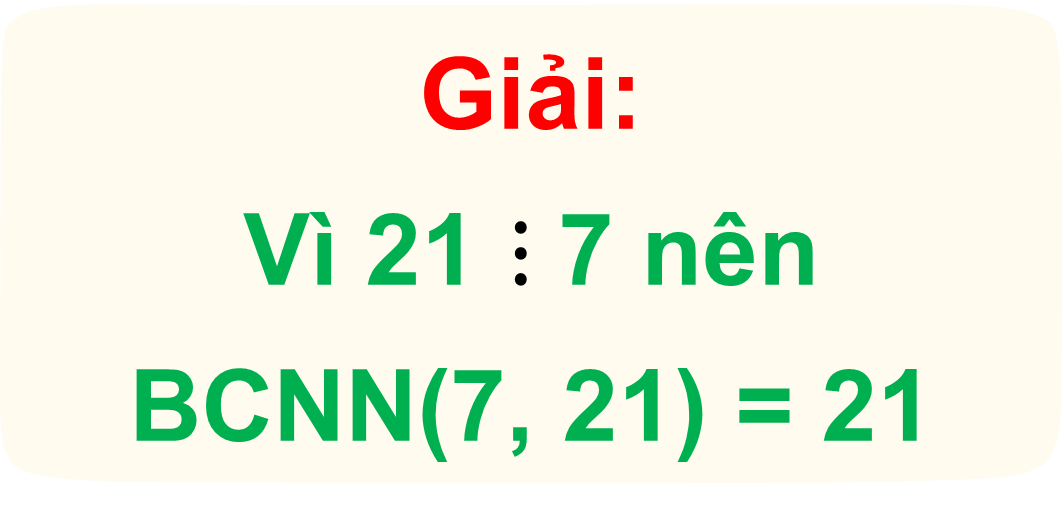 Giải:
Vì 21 ⋮ 7 nên
BCNN(7, 21) = 21